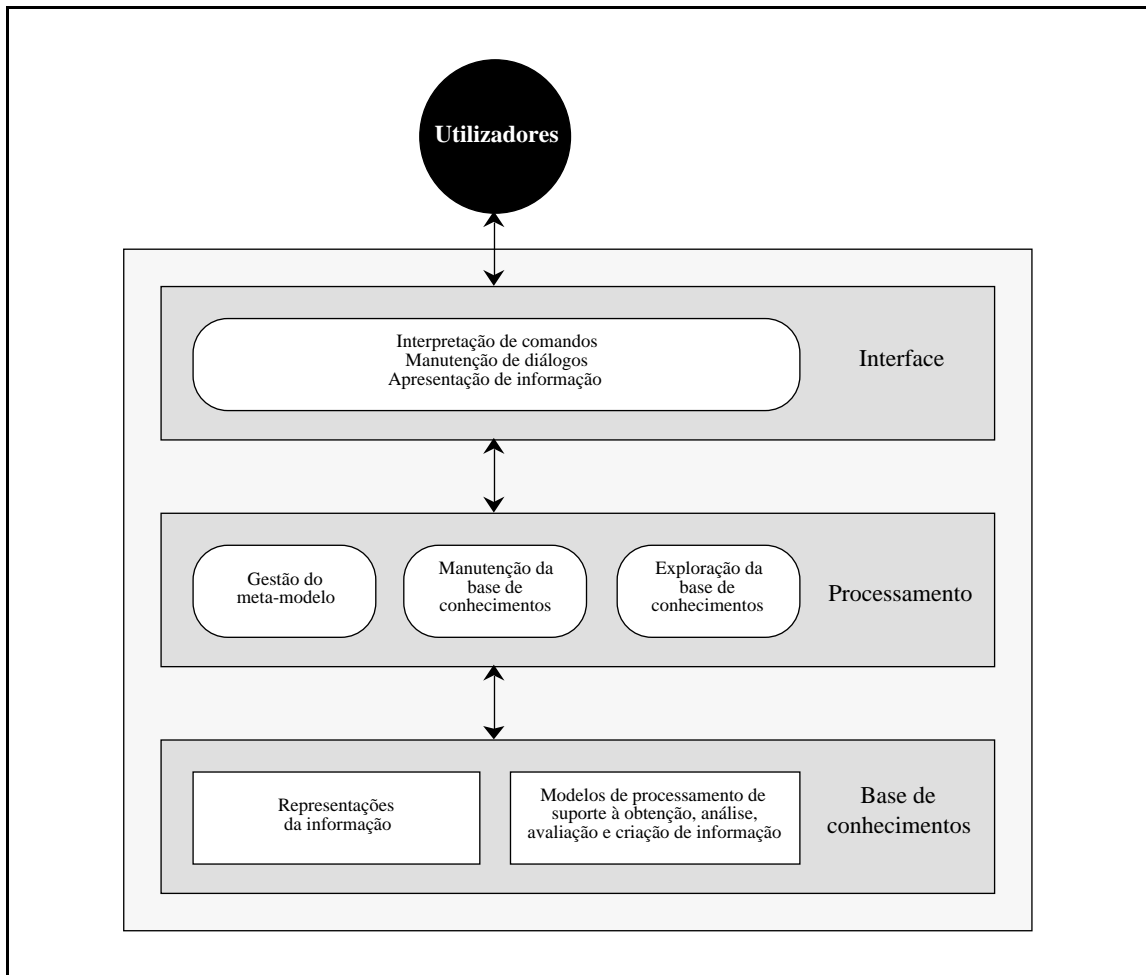 Utilizadores
Interpretação de comandos
Manutenção de diálogos
Apresentação de informação
Interface
Gestão do
meta-modelo
Manutenção da
base de
conhecimentos
Exploração da
base de
conhecimentos
Processamento
Representações
da informação
Modelos de processamento de
suporte à obtenção, análise,
avaliação e criação de informação
Base de
conhecimentos